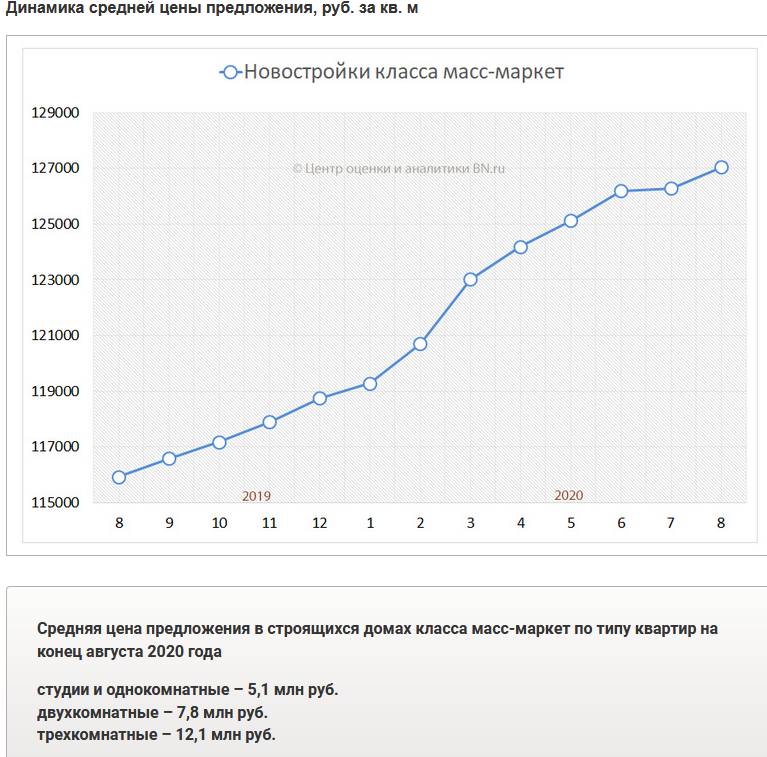 Динамика средней цены предложения, руб. за кв. м
Новостройки класса масс-маркет
129000
© Центр оценки и аналитики BN.ru
127000
125000
123000
121000
119000
117000
115000
2019
2020
8 9 10 11 12 1 2 3 4 5 6 7 8
Средняя цена предложения в строящихся домах класса масс-маркет по типу квартир на
конец августа 2020 года
студии и однокомнатные – 5,1 млн руб.
двухкомнатные – 7,8 млн руб.
трехкомнатные – 12,1 млн руб.